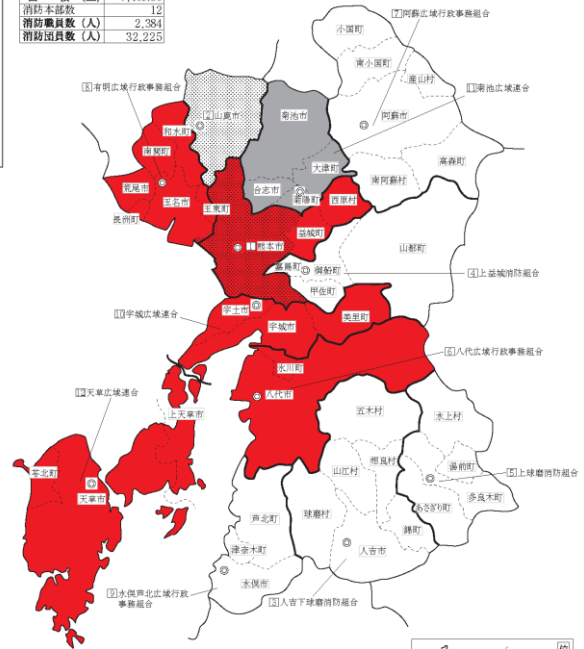 消防本部数 12
消防職員数（人） 2,384
消防団員数（人） 32,225
7阿蘇広域行政事務組合
小国町
南小国町
産山村
8有明広域行政事務組合
11菊池広域連合
和水町
2山鹿市
菊池市
阿蘇市
南関町
大津町
高森町
荒尾市
合志市
菊陽町
西原村
南阿蘇村
玉名市
玉東町
長洲町
益城町
1熊本市
山都町
嘉島町
御船町
4上益城消防組合
甲佐町
宇土市
美里町
10宇城広域連合
宇城市
氷川町
6八代広域行政事務組合
12天草広域連合
八代市
上天草市
五木村
水上村
苓北町
相良村
湯前町
天草市
山江村
5上球磨消防組合
多良木町
あさぎり町
芦北町
球磨村
錦町
津奈木町
人吉市
水俣市
9水俣芦北広域行政
事務組合
3人吉下球磨消防組合